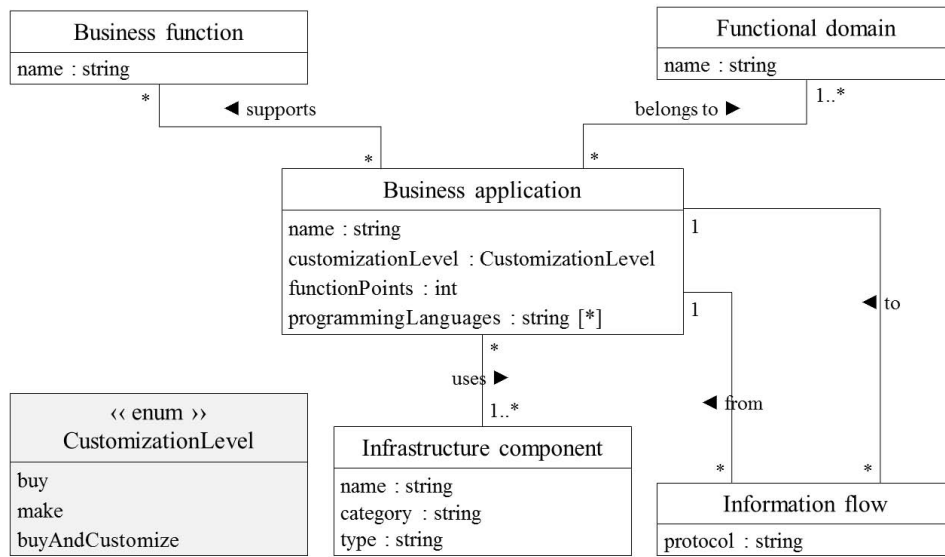 Business function
name : string
Functional domain
name : string
*
◄ supports
*
1..*
belongs to ►
*
Business application
name : string
customizationLevel : CustomizationLevel
functionPoints : int
programmingLanguages : string [*]
1
1
◄ to
*
uses ►
1..*
◄ from
*
*
‹‹ enum ››
CustomizationLevel
buy
make
buyAndCustomize
Infrastructure component
name : string
category : string
type : string
Information flow
protocol : string